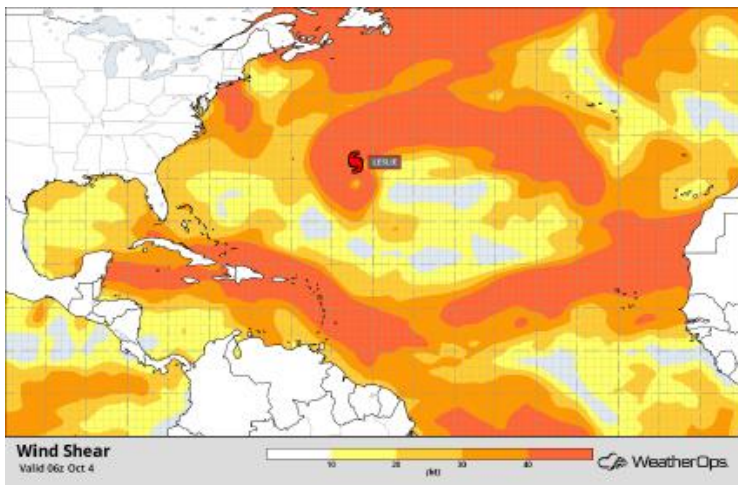 LESLIE
Wind Shear
Valid 06z Oct 4
10 20 30 40
(kt)
WeatherOps.